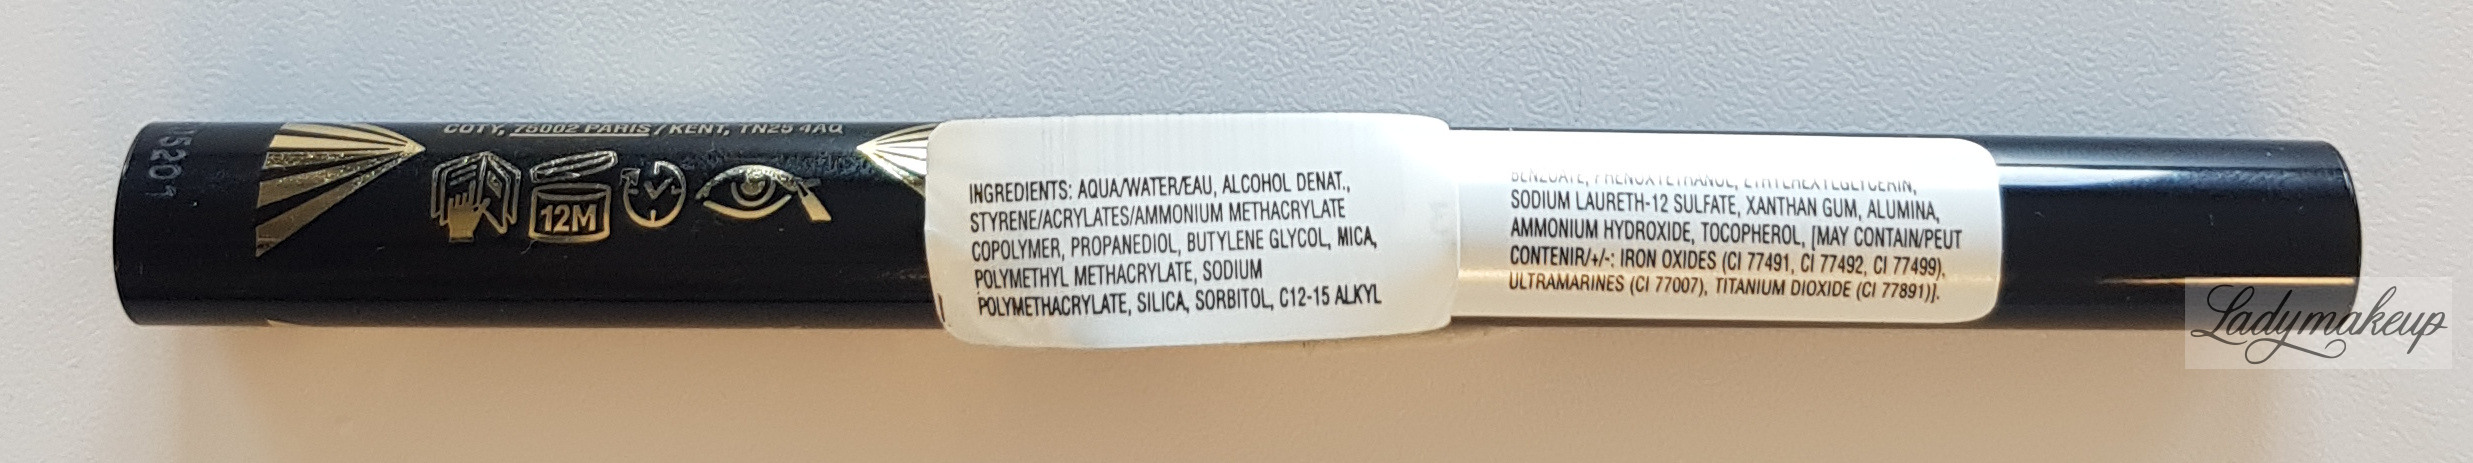 COTY, 75002 PARIS / KENT, TN25 4AQ
12M
INGREDIENTS: AQUA/WATER/EAU, ALCOHOL DENAT.,
STYRENE/ACRYLATES/AMMONIUM METHACRYLATE
COPOLYMER, PROPANEDIOL, BUTYLENE GLYCOL, MICA,
POLYMETHYL METHACRYLATE, SODIUM
POLYMETHACRYLATE, SILICA, SORBITOL, C12-15 ALKYL
BENZOATE, PHENOXYETHANOL, ETHYLHEXYLGLYCERIN,
SODIUM LAURETH-12 SULFATE, XANTHAN GUM, ALUMINA,
AMMONIUM HYDROXIDE, TOCOPHEROL, [MAY CONTAIN/PEUT
CONTENIR/+/-: IRON OXIDES (CI 77491, CI 77492, CI 77499),
ULTRAMARINES (CI 77007), TITANIUM DIOXIDE (CI 77891)].
Ladymakeup